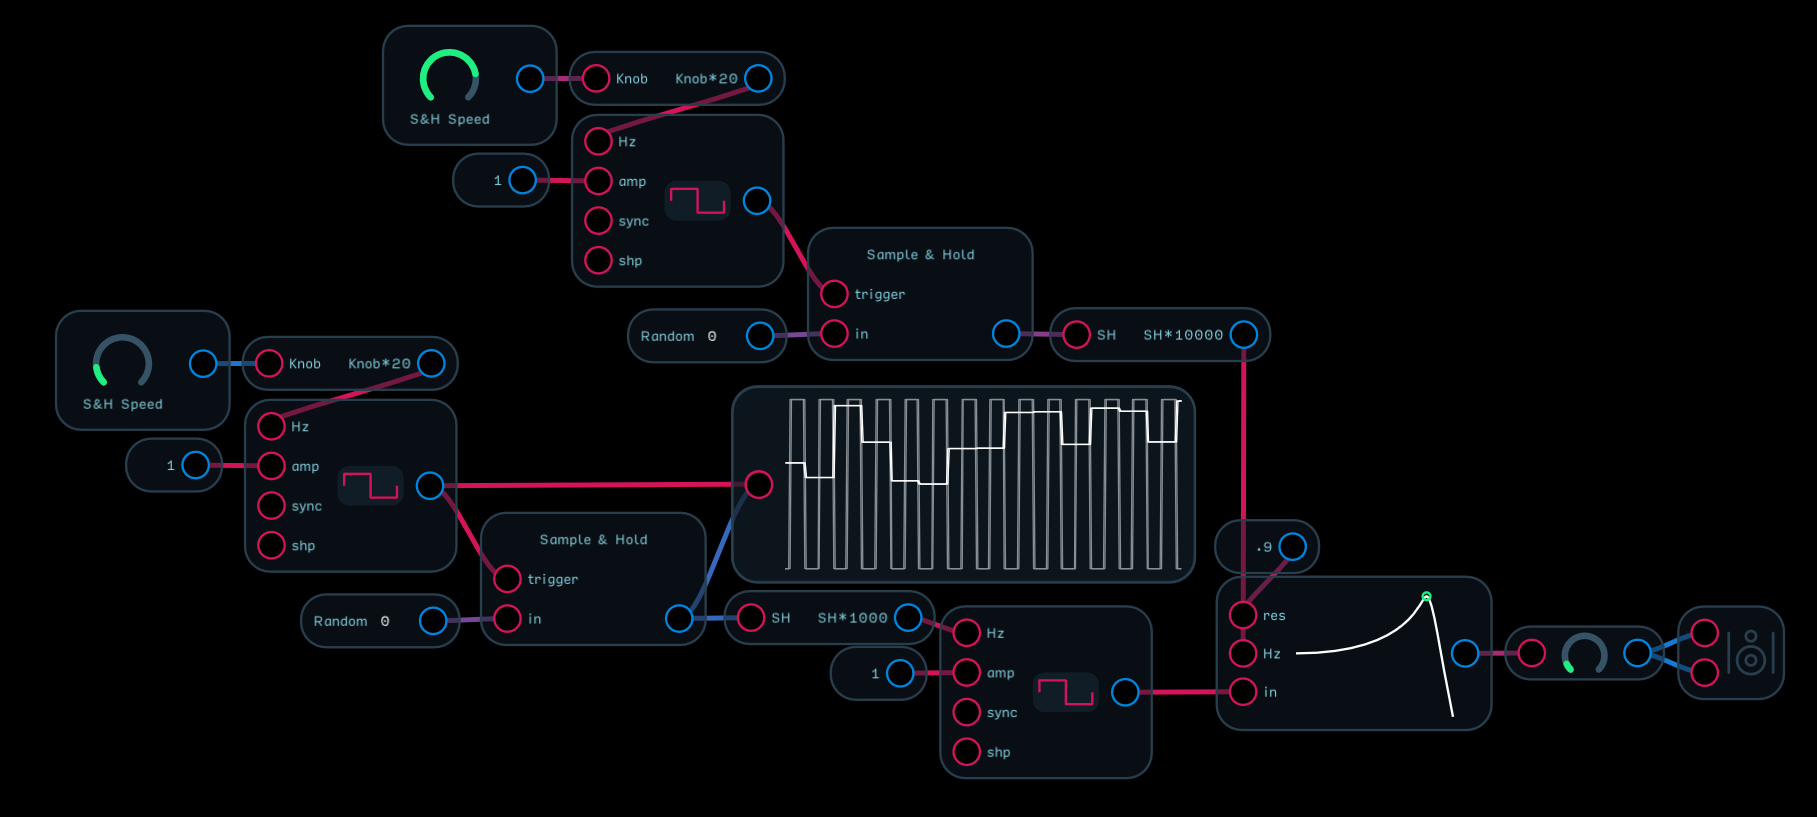 S&H Speed
Knob Knob*20
1
Hz
amp
sync
shp
Sample & Hold
trigger
in
Random 0
SH SH*10000
S&H Speed
Knob Knob*20
1
Hz
amp
sync
shp
Sample & Hold
trigger
in
Random 0
SH SH*1000
1
Hz
amp
sync
shp
.9
res
Hz
in